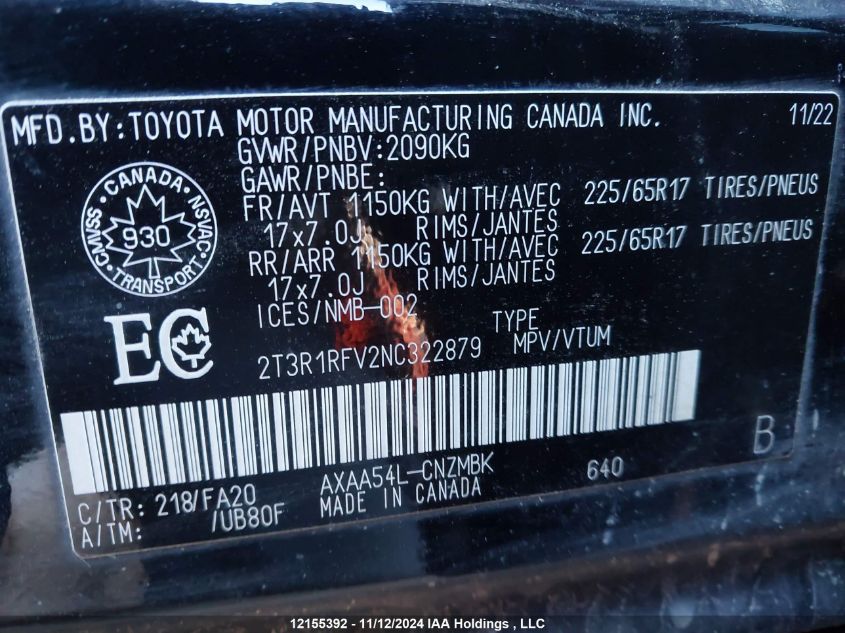 MFD.BY:TOYOTA MOTOR MANUFACTURING CANADA INC. 11/22
GVWR/PNBV:2090KG
GAWR/PNBE:
FR/AVT 1150KG WITH/AVEC 225/65R17 TIRES/PNEUS
17x7.0J RIMS/JANTES
RR/ARR 1150KG WITH/AVEC 225/65R17 TIRES/PNEUS
17x7.0J RIMS/JANTES
ICES/NMB-002
CANADA
CMVSS NSVAC
930
TRANSPORT
EC
TYPE
2T3R1RFV2NC322879 MPV/VTUM
B
C/TR: 218/FA20 AXAA54L-CNZMBK 640
A/TM: /UB80F MADE IN CANADA
12155392 - 11/12/2024 IAA Holdings , LLC